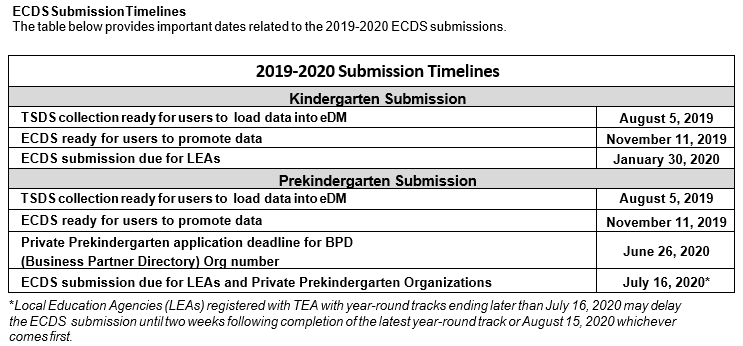 ECDS Submission Timelines
The table below provides important dates related to the 2019-2020 ECDS submissions.
2019-2020 Submission Timelines
Kindergarten Submission
TSDS collection ready for users to load data into eDM August 5, 2019
ECDS ready for users to promote data November 11, 2019
ECDS submission due for LEAs January 30, 2020
Prekindergarten Submission
TSDS collection ready for users to load data into eDM August 5, 2019
ECDS ready for users to promote data November 11, 2019
Private Prekindergarten application deadline for BPD
(Business Partner Directory) Org number June 26, 2020
ECDS submission due for LEAs and Private Prekindergarten Organizations July 16, 2020*
*Local Education Agencies (LEAs) registered with TEA with year-round tracks ending later than July 16, 2020 may delay
the ECDS submission until two weeks following completion of the latest year-round track or August 15, 2020 whichever
comes first.